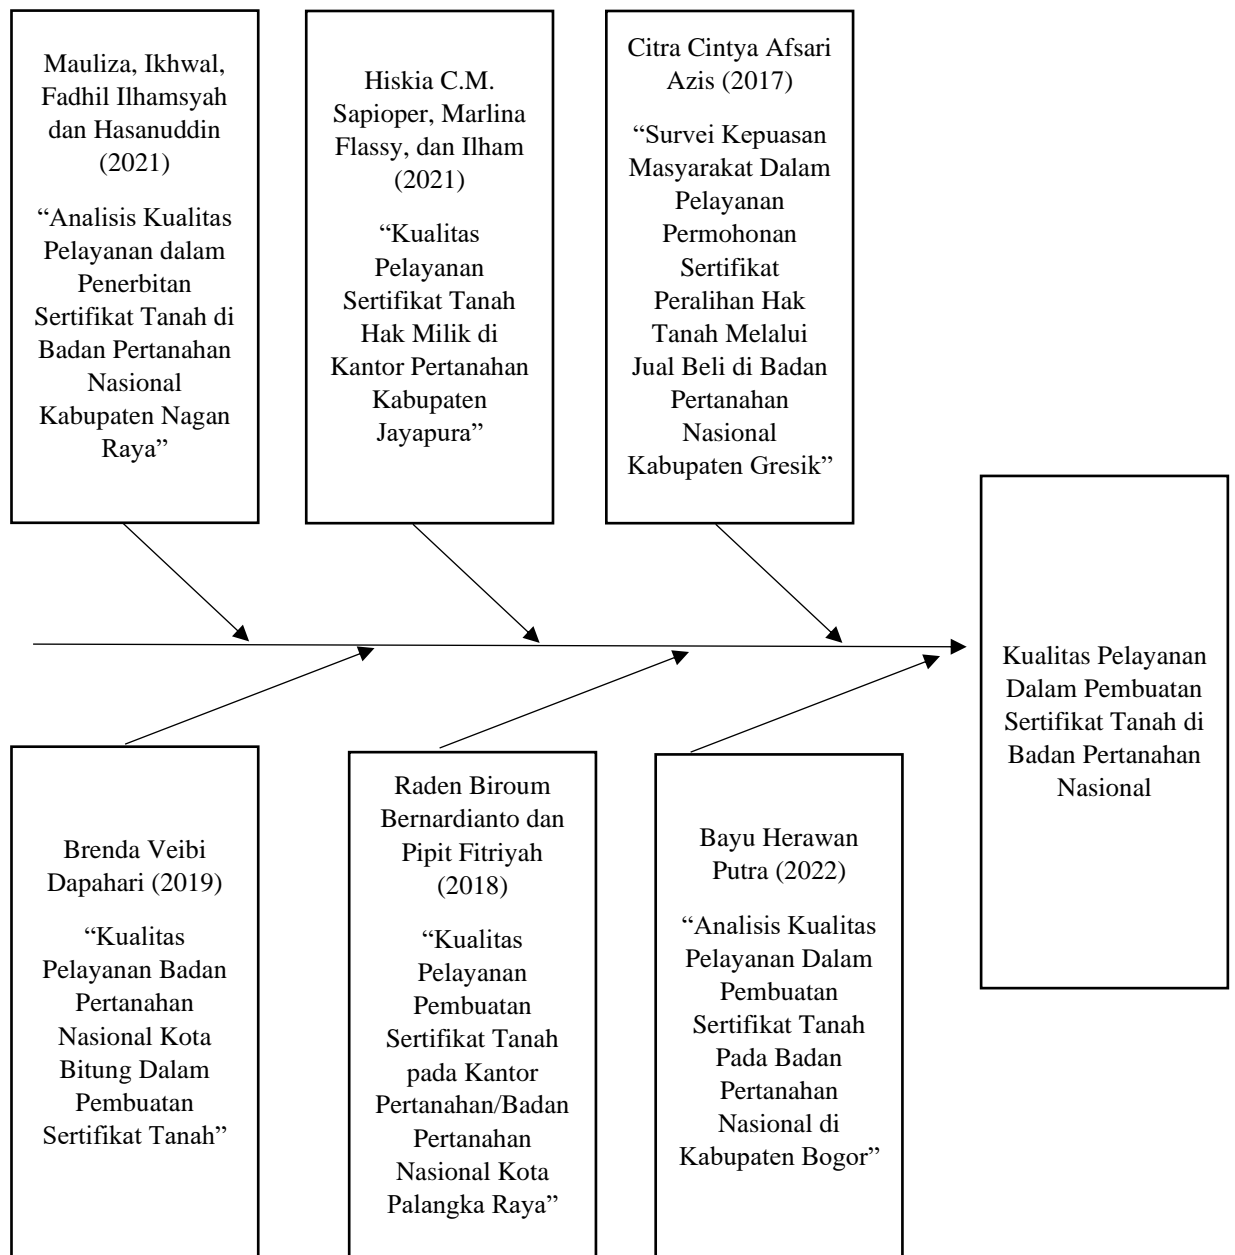 Mauliza, Ikhwal,
Fadhil Ilhamsyah
dan Hasanuddin
(2021)
“Analisis Kualitas
Pelayanan dalam
Penerbitan
Sertifikat Tanah di
Badan Pertanahan
Nasional
Kabupaten Nagan
Raya”
Hiskia C.M.
Sapioper, Marlina
Flassy, dan Ilham
(2021)
“Kualitas
Pelayanan
Sertifikat Tanah
Hak Milik di
Kantor Pertanahan
Kabupaten
Jayapura”
Citra Cintya Afsari
Azis (2017)
“Survei Kepuasan
Masyarakat Dalam
Pelayanan
Permohonan
Sertifikat
Peralihan Hak
Tanah Melalui
Jual Beli di Badan
Pertanahan
Nasional
Kabupaten Gresik”
Kualitas Pelayanan
Dalam Pembuatan
Sertifikat Tanah di
Badan Pertanahan
Nasional
Brenda Veibi
Dapahari (2019)
“Kualitas
Pelayanan Badan
Pertanahan
Nasional Kota
Bitung Dalam
Pembuatan
Sertifikat Tanah”
Raden Biroum
Bernardianto dan
Pipit Fitriyah
(2018)
“Kualitas
Pelayanan
Pembuatan
Sertifikat Tanah
pada Kantor
Pertanahan/Badan
Pertanahan
Nasional Kota
Palangka Raya”
Bayu Herawan
Putra (2022)
“Analisis Kualitas
Pelayanan Dalam
Pembuatan
Sertifikat Tanah
Pada Badan
Pertanahan
Nasional di
Kabupaten Bogor”